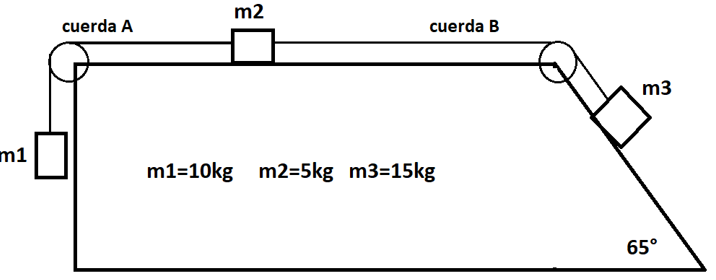 m2
cuerda A
cuerda B
m3
m1
m1=10kg m2=5kg m3=15kg
65°